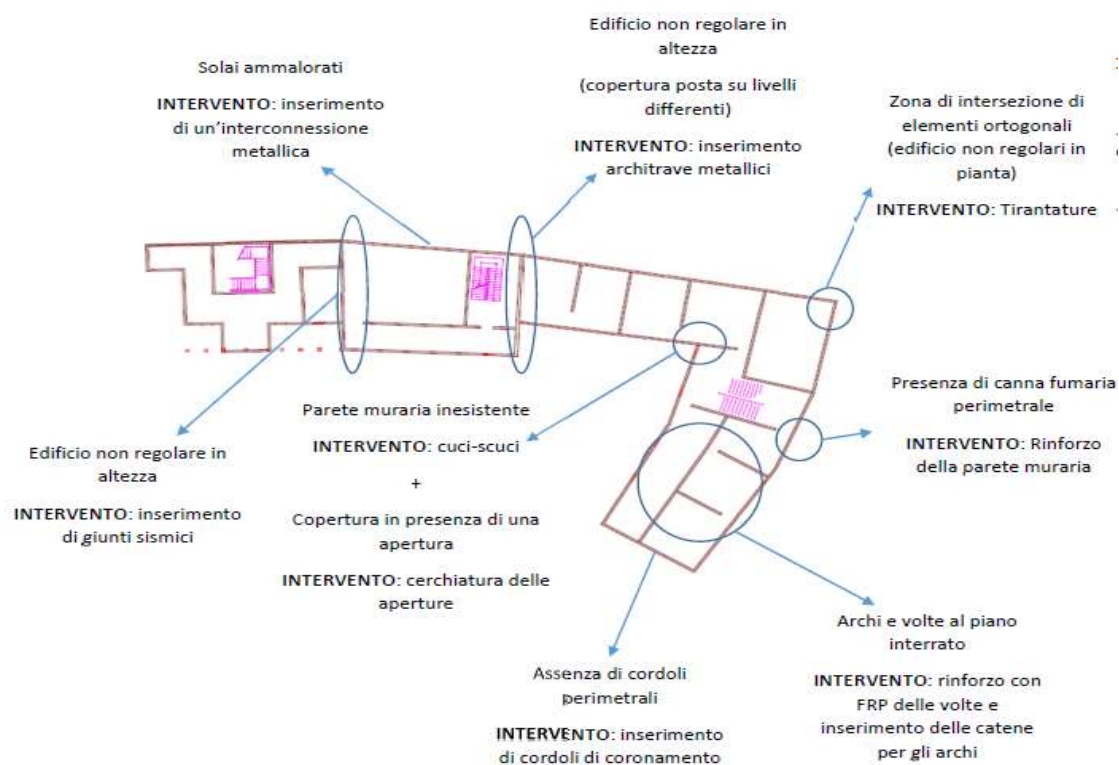 Solai ammalorati
INTERVENTO: inserimento
di un'interconnessione
metallica
Edificio non regolare in
altezza
(copertura posta su livelli
differenti)
INTERVENTO: inserimento
architrave metallici
Zona di intersezione di
elementi ortogonali
(edificio non regolari in
pianta)
INTERVENTO: Tirantature
Edificio non regolare in
altezza
INTERVENTO: inserimento
di giunti sismici
Parete muraria inesistente
INTERVENTO: cuci-scuci
+
Copertura in presenza di una
apertura
INTERVENTO: cerchiatura delle
aperture
Presenza di canna fumaria
perimetrale
INTERVENTO: Rinforzo
della parete muraria
Assenza di cordoli
perimetrali
INTERVENTO: inserimento
di cordoli di coronamento
Archi e volte al piano
interrato
INTERVENTO: rinforzo con
FRP delle volte e
inserimento delle catene
per gli archi